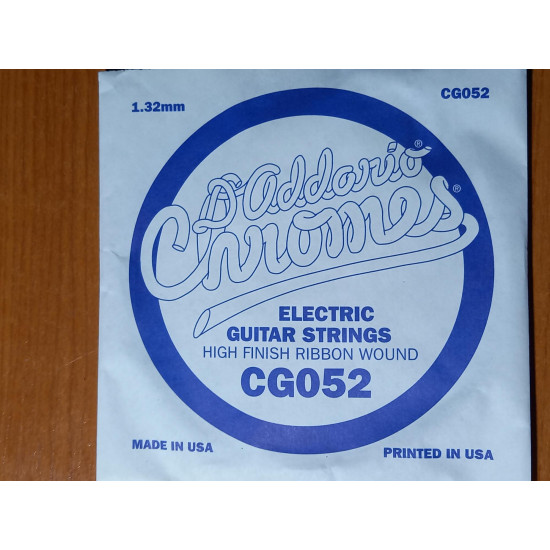 1.32mm CG052
D'Addario®
Chromes®
ELECTRIC
GUITAR STRINGS
HIGH FINISH RIBBON WOUND
CG052
MADE IN USA PRINTED IN USA